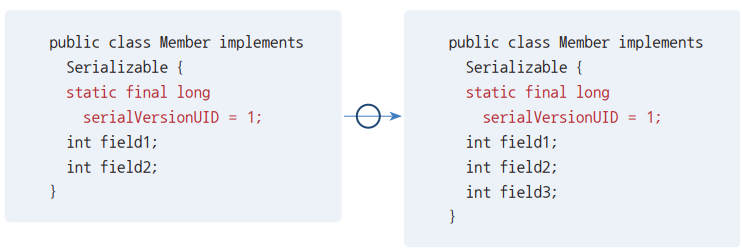 public class Member implements
Serializable {
static final long
serialVersionUID = 1;
int field1;
int field2;
}
public class Member implements
Serializable {
static final long
serialVersionUID = 1;
int field1;
int field2;
int field3;
}